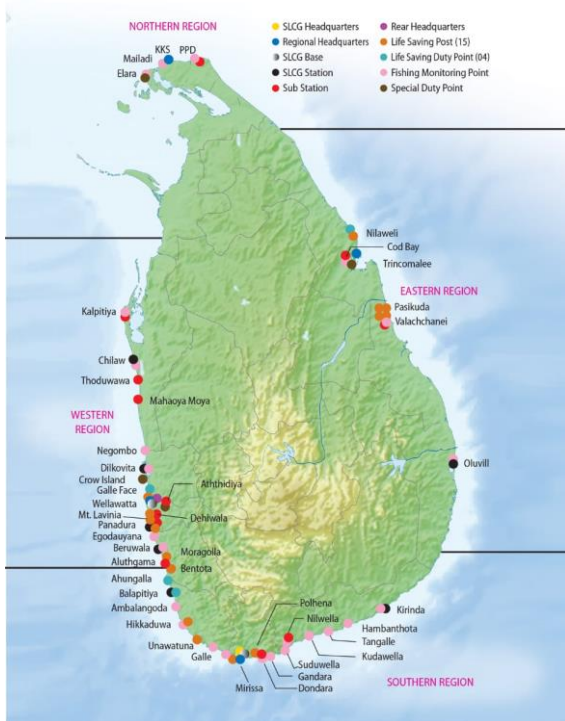 NORTHERN REGION
SLCG Headquarters
Regional Headquarters
SLCG Base
SLCG Station
Sub Station
Rear Headquarters
Life Saving Post (15)
Life Saving Duty Point (04)
Fishing Monitoring Point
Special Duty Point
KKS
PPD
Mailadi
Elara
Nilaweli
Cod Bay
Trincomalee
EASTERN REGION
Pasikuda
Valachchanei
Kalpitiya
Chilaw
Thoduwawa
Mahaoya Moya
WESTERN
REGION
Negombo
Dilkovita
Crow Island
Galle Face
Wellawatta
Mt. Lavinia
Panadura
Egodauyana
Beruwala
Aluthgama
Aththidiya
Dehlwala
Moragoila
Bentota
Oluvill
Ahungalla
Balapitiya
Ambalangoda
Hikkaduwa
Unawatuna
Galle
Mirissa
Polhena
Nilwella
Kirinda
Hambanthota
Tangalle
Kudawella
Suduwella
Gandara
Dondara
SOUTHERN REGION